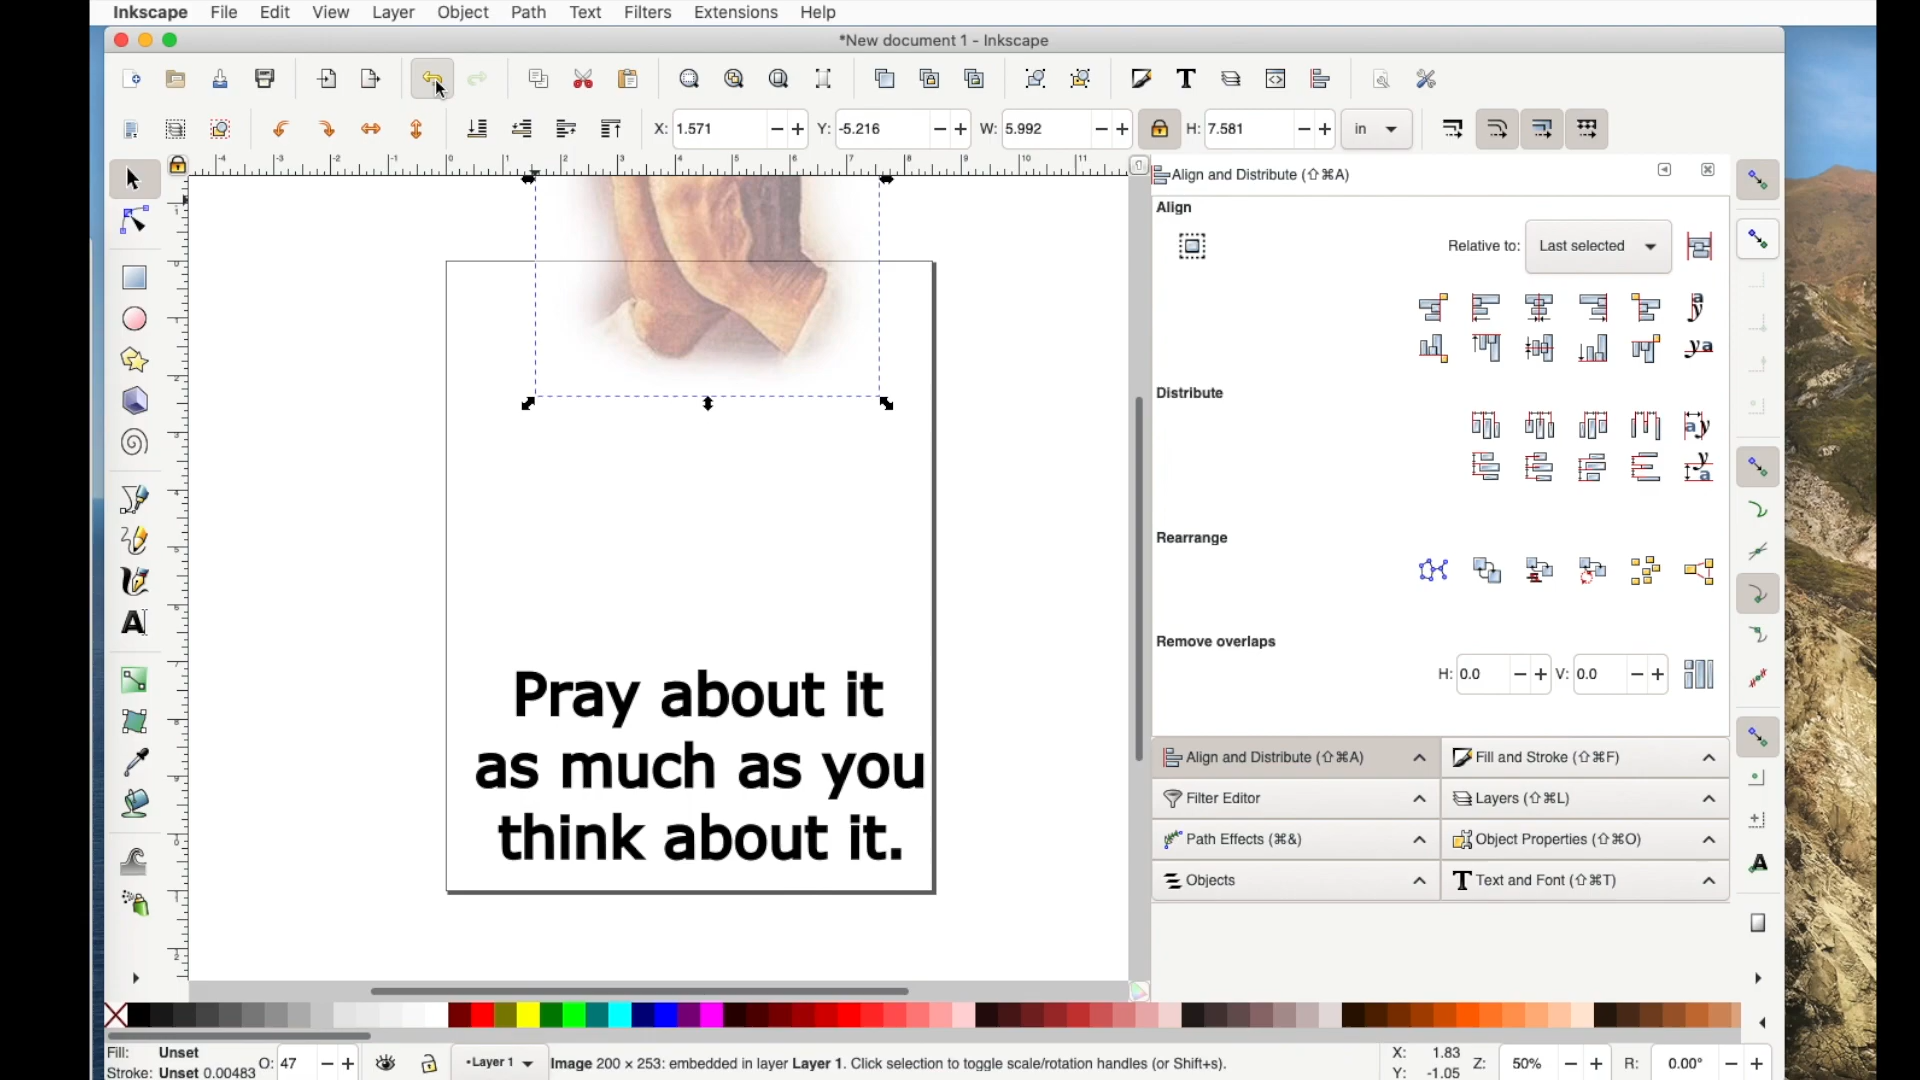 Inkscape File Edit View Layer Object Path Text Filters Extensions Help
*New document 1 - Inkscape
X: 1.571 Y: -5.216 W: 5.992 H: 7.581 in
Align and Distribute (⇧⌘A)
Align
Relative to: Last selected
Distribute
Rearrange
Remove overlaps
H: 0.0 V: 0.0
Align and Distribute (⇧⌘A) Fill and Stroke (⇧⌘F)
Filter Editor Layers (⇧⌘L)
Path Effects (⌘&) Object Properties (⇧⌘O)
Objects Text and Font (⇧⌘T)
Pray about it
as much as you
think about it.
Fill: Unset
Stroke: Unset 0.00483 O: 47 •Layer 1 Image 200 × 253: embedded in layer Layer 1. Click selection to toggle scale/rotation handles (or Shift+s).
X: 1.83
Y: -1.05
Z: 50% R: 0.00°